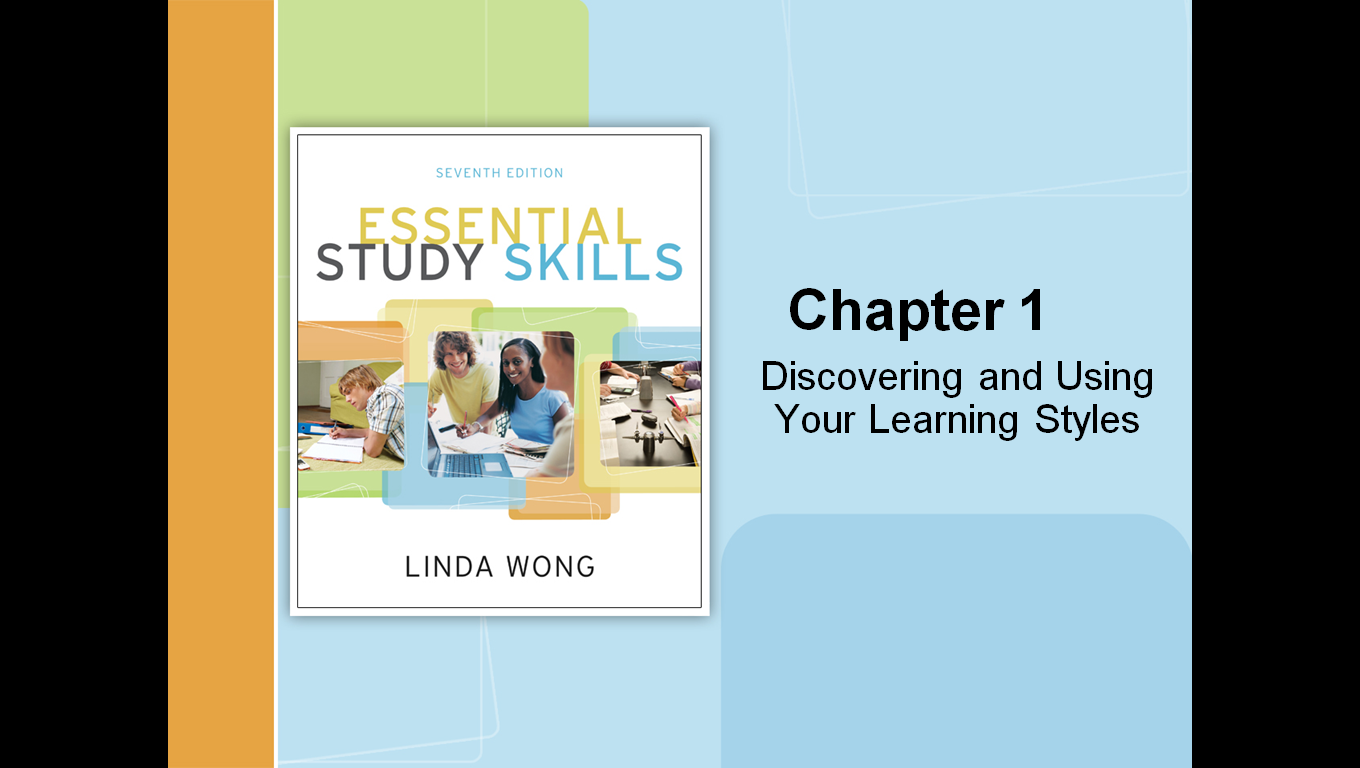 SEVENTH EDITION
ESSENTIAL
STUDY SKILLS
LINDA WONG
Chapter 1
Discovering and Using
Your Learning Styles